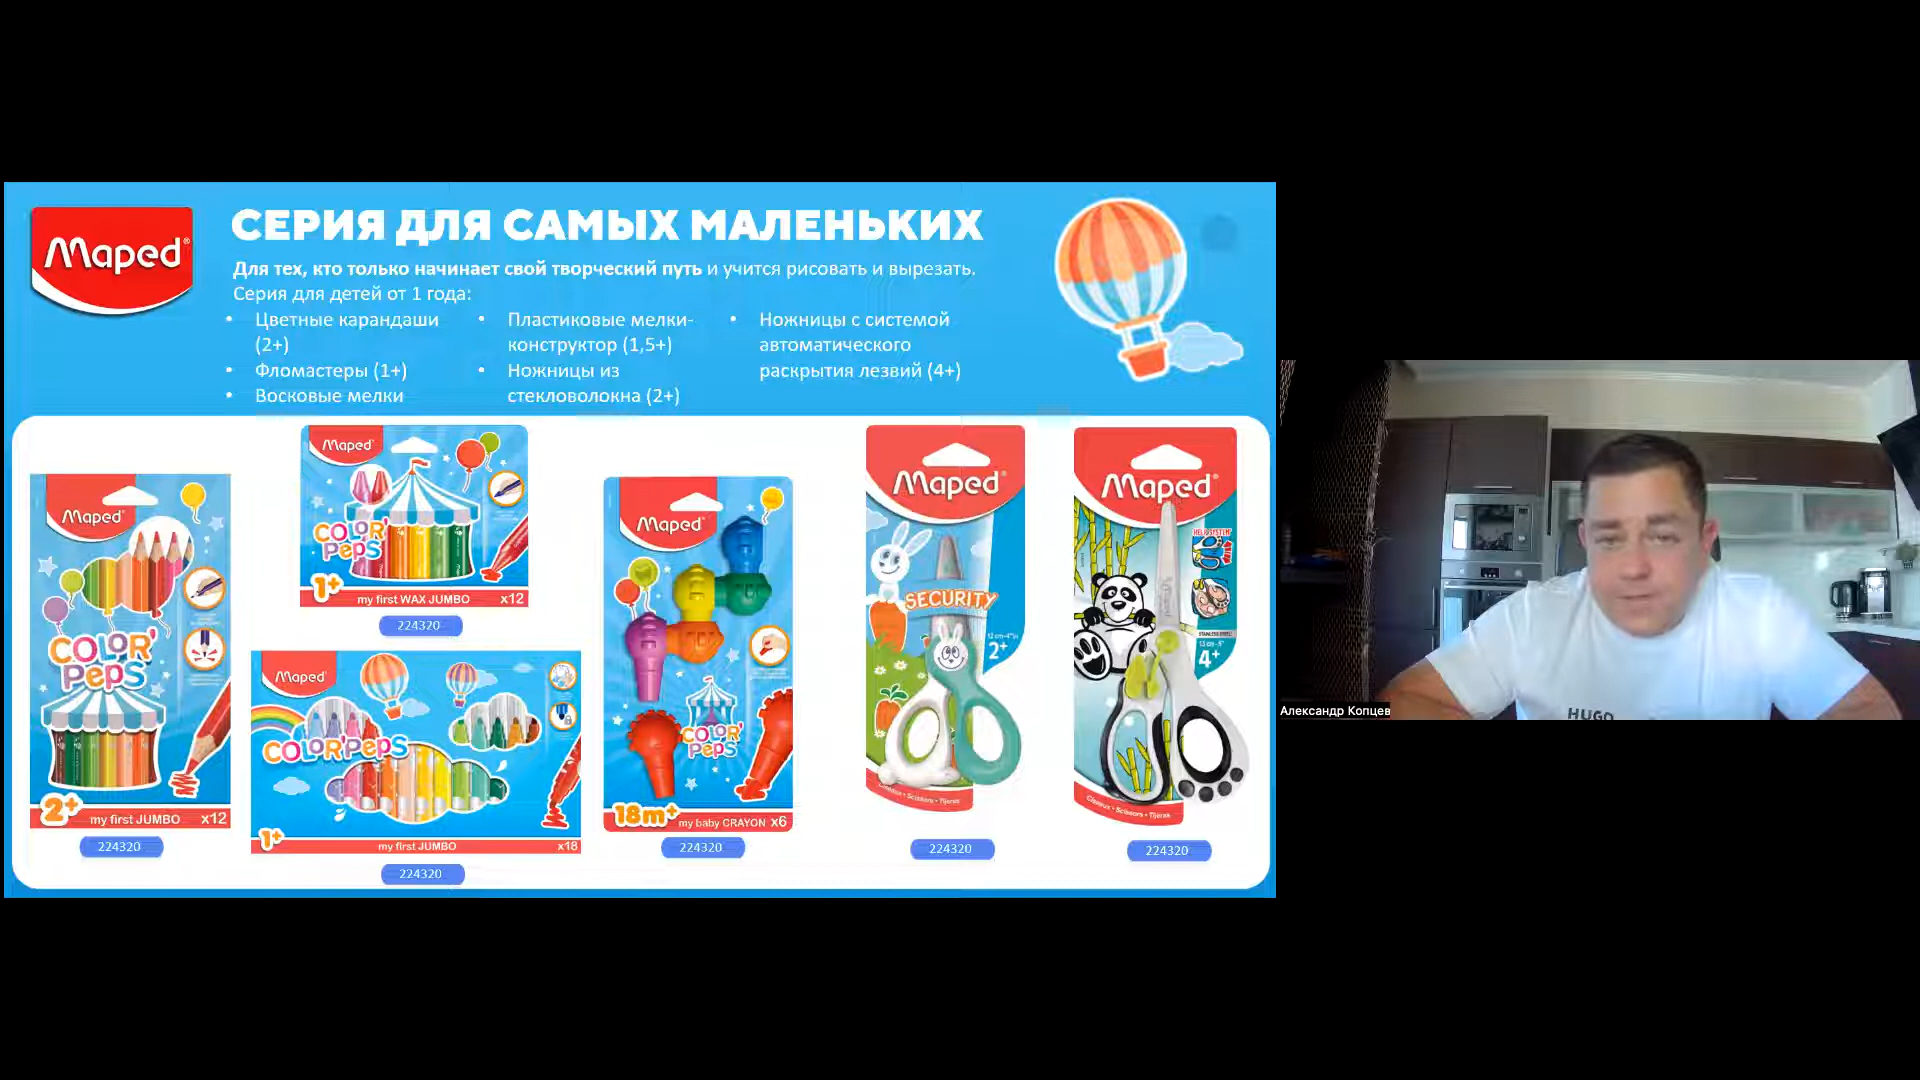 Maped®
СЕРИЯ ДЛЯ САМЫХ МАЛЕНЬКИХ
Для тех, кто только начинает свой творческий путь и учится рисовать и вырезать.
Серия для детей от 1 года:
• Цветные карандаши
(2+)
• Фломастеры (1+)
• Восковые мелки
• Пластиковые мелки-
конструктор (1,5+)
• Ножницы из
стекловолокна (2+)
• Ножницы с системой
автоматического
раскрытия лезвий (4+)
Maped
COLOR'
PEPS
2+
my first JUMBO x12
224320
Maped
COLOR'
PEPS
1+
my first WAX JUMBO x12
224320
Maped
COLOR'PEPS
1+
my first JUMBO x18
224320
Maped
COLOR'
PEPS
18m+
my baby CRAYON x6
224320
Maped
SECURITY
2+
Scissors • Tijeras
224320
Maped
4+
Scissors • Tijeras
224320
HUGO
Александр Копцев